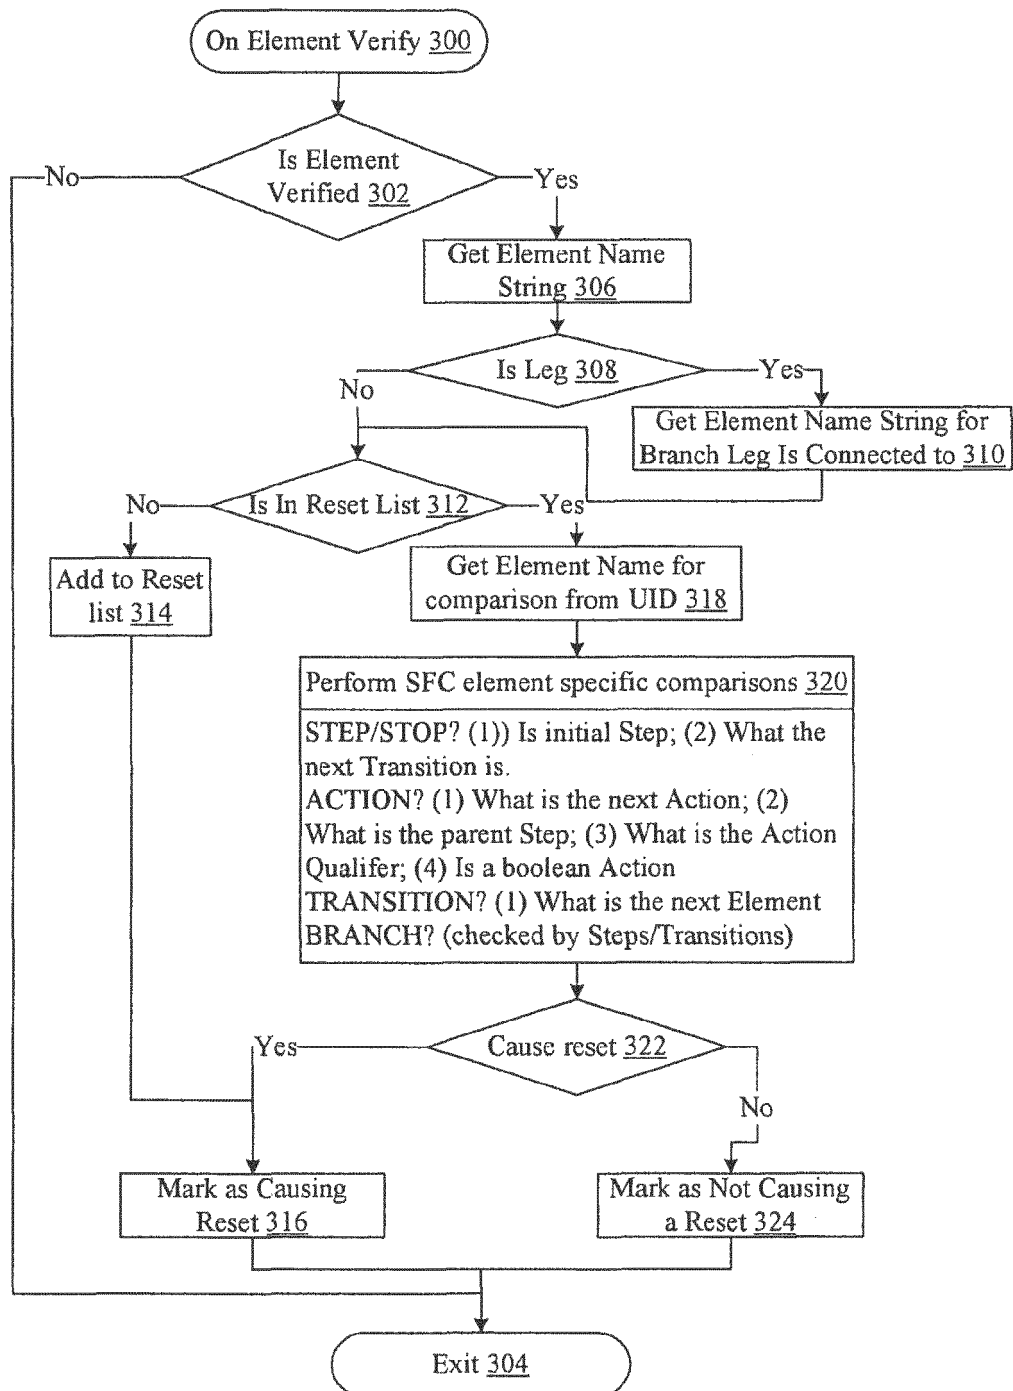 On Element Verify 300
Is Element
Verified 302
No
Yes
Get Element Name
String 306
Is Leg 308
No
Yes
Get Element Name String for
Branch Leg Is Connected to 310
Is In Reset List 312
No
Yes
Add to Reset
list 314
Get Element Name for
comparison from UID 318
Perform SFC element specific comparisons 320
STEP/STOP? (1)) Is initial Step; (2) What the
next Transition is.
ACTION? (1) What is the next Action; (2)
What is the parent Step; (3) What is the Action
Qualifer; (4) Is a boolean Action
TRANSITION? (1) What is the next Element
BRANCH? (checked by Steps/Transitions)
Cause reset 322
Yes
No
Mark as Causing
Reset 316
Mark as Not Causing
a Reset 324
Exit 304